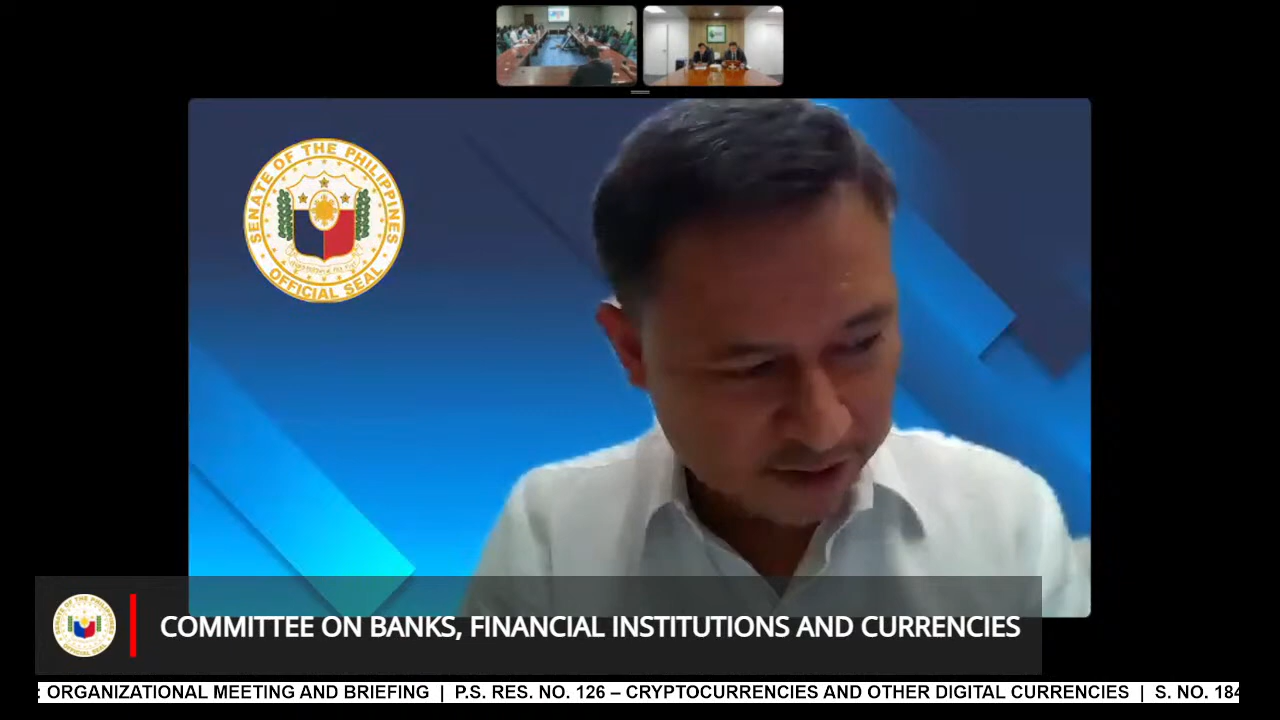 SENATE OF THE PHILIPPINES
OFFICIAL SEAL
COMMITTEE ON BANKS, FINANCIAL INSTITUTIONS AND CURRENCIES
: ORGANIZATIONAL MEETING AND BRIEFING | P.S. RES. NO. 126 – CRYPTOCURRENCIES AND OTHER DIGITAL CURRENCIES | S. NO. 184